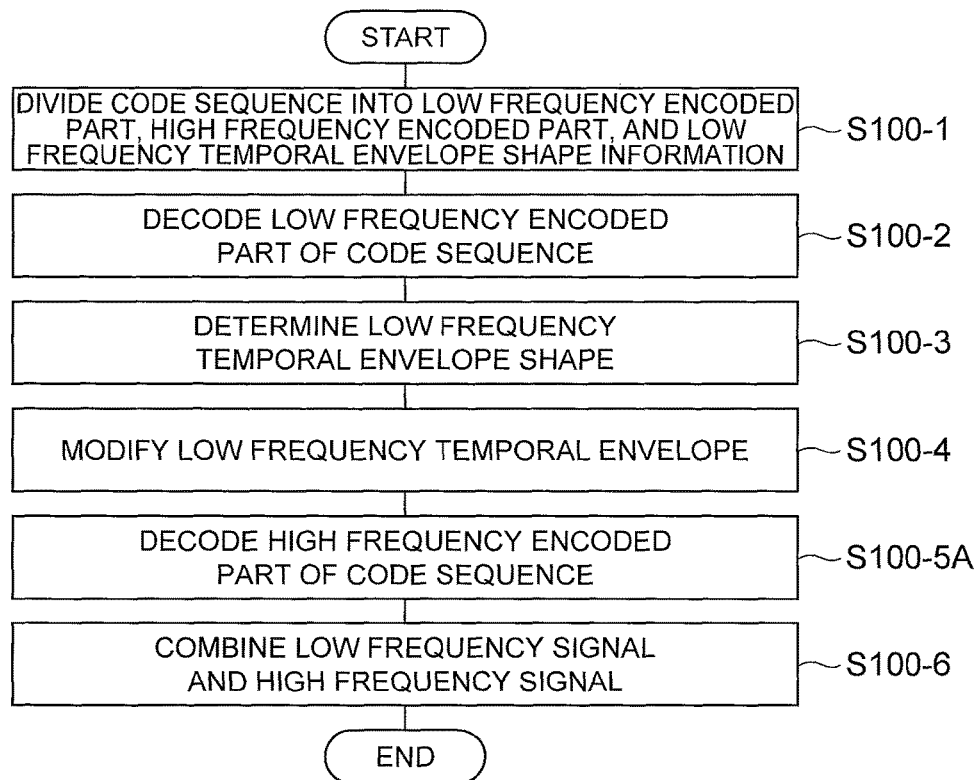 START
DIVIDE CODE SEQUENCE INTO LOW FREQUENCY ENCODED
PART, HIGH FREQUENCY ENCODED PART, AND LOW
FREQUENCY TEMPORAL ENVELOPE SHAPE INFORMATION
S100-1
DECODE LOW FREQUENCY ENCODED
PART OF CODE SEQUENCE
S100-2
DETERMINE LOW FREQUENCY
TEMPORAL ENVELOPE SHAPE
S100-3
MODIFY LOW FREQUENCY TEMPORAL ENVELOPE
S100-4
DECODE HIGH FREQUENCY ENCODED
PART OF CODE SEQUENCE
S100-5A
COMBINE LOW FREQUENCY SIGNAL
AND HIGH FREQUENCY SIGNAL
S100-6
END